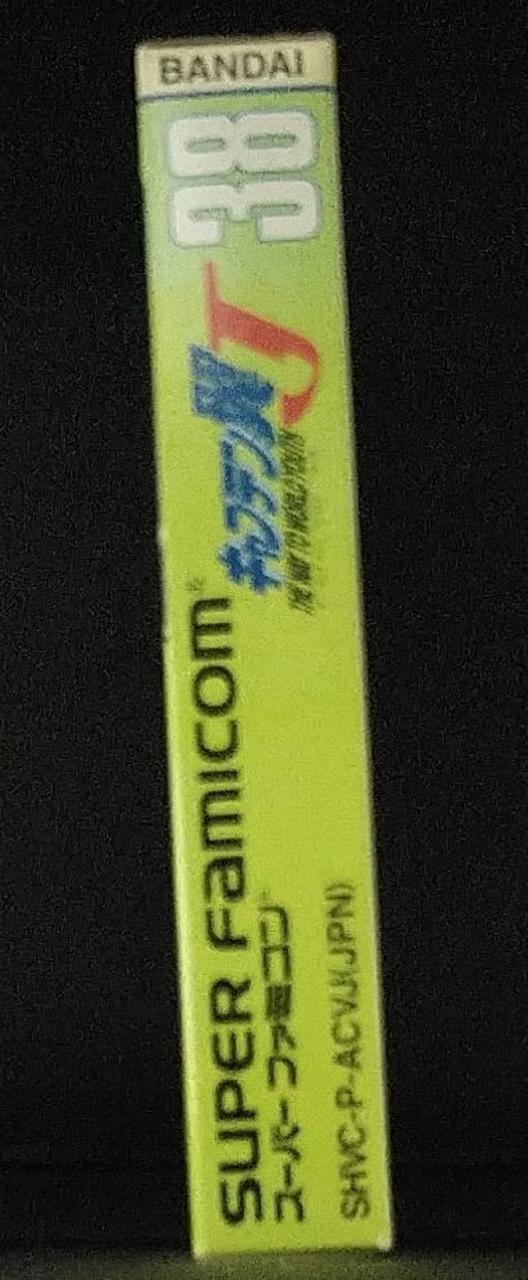 BANDAI
38
キャプテン翼J
THE WAY TO WORLD YOUTH
SUPER Famicom®
スーパーファミコン
SHVC-P-ACVJ(JPN)